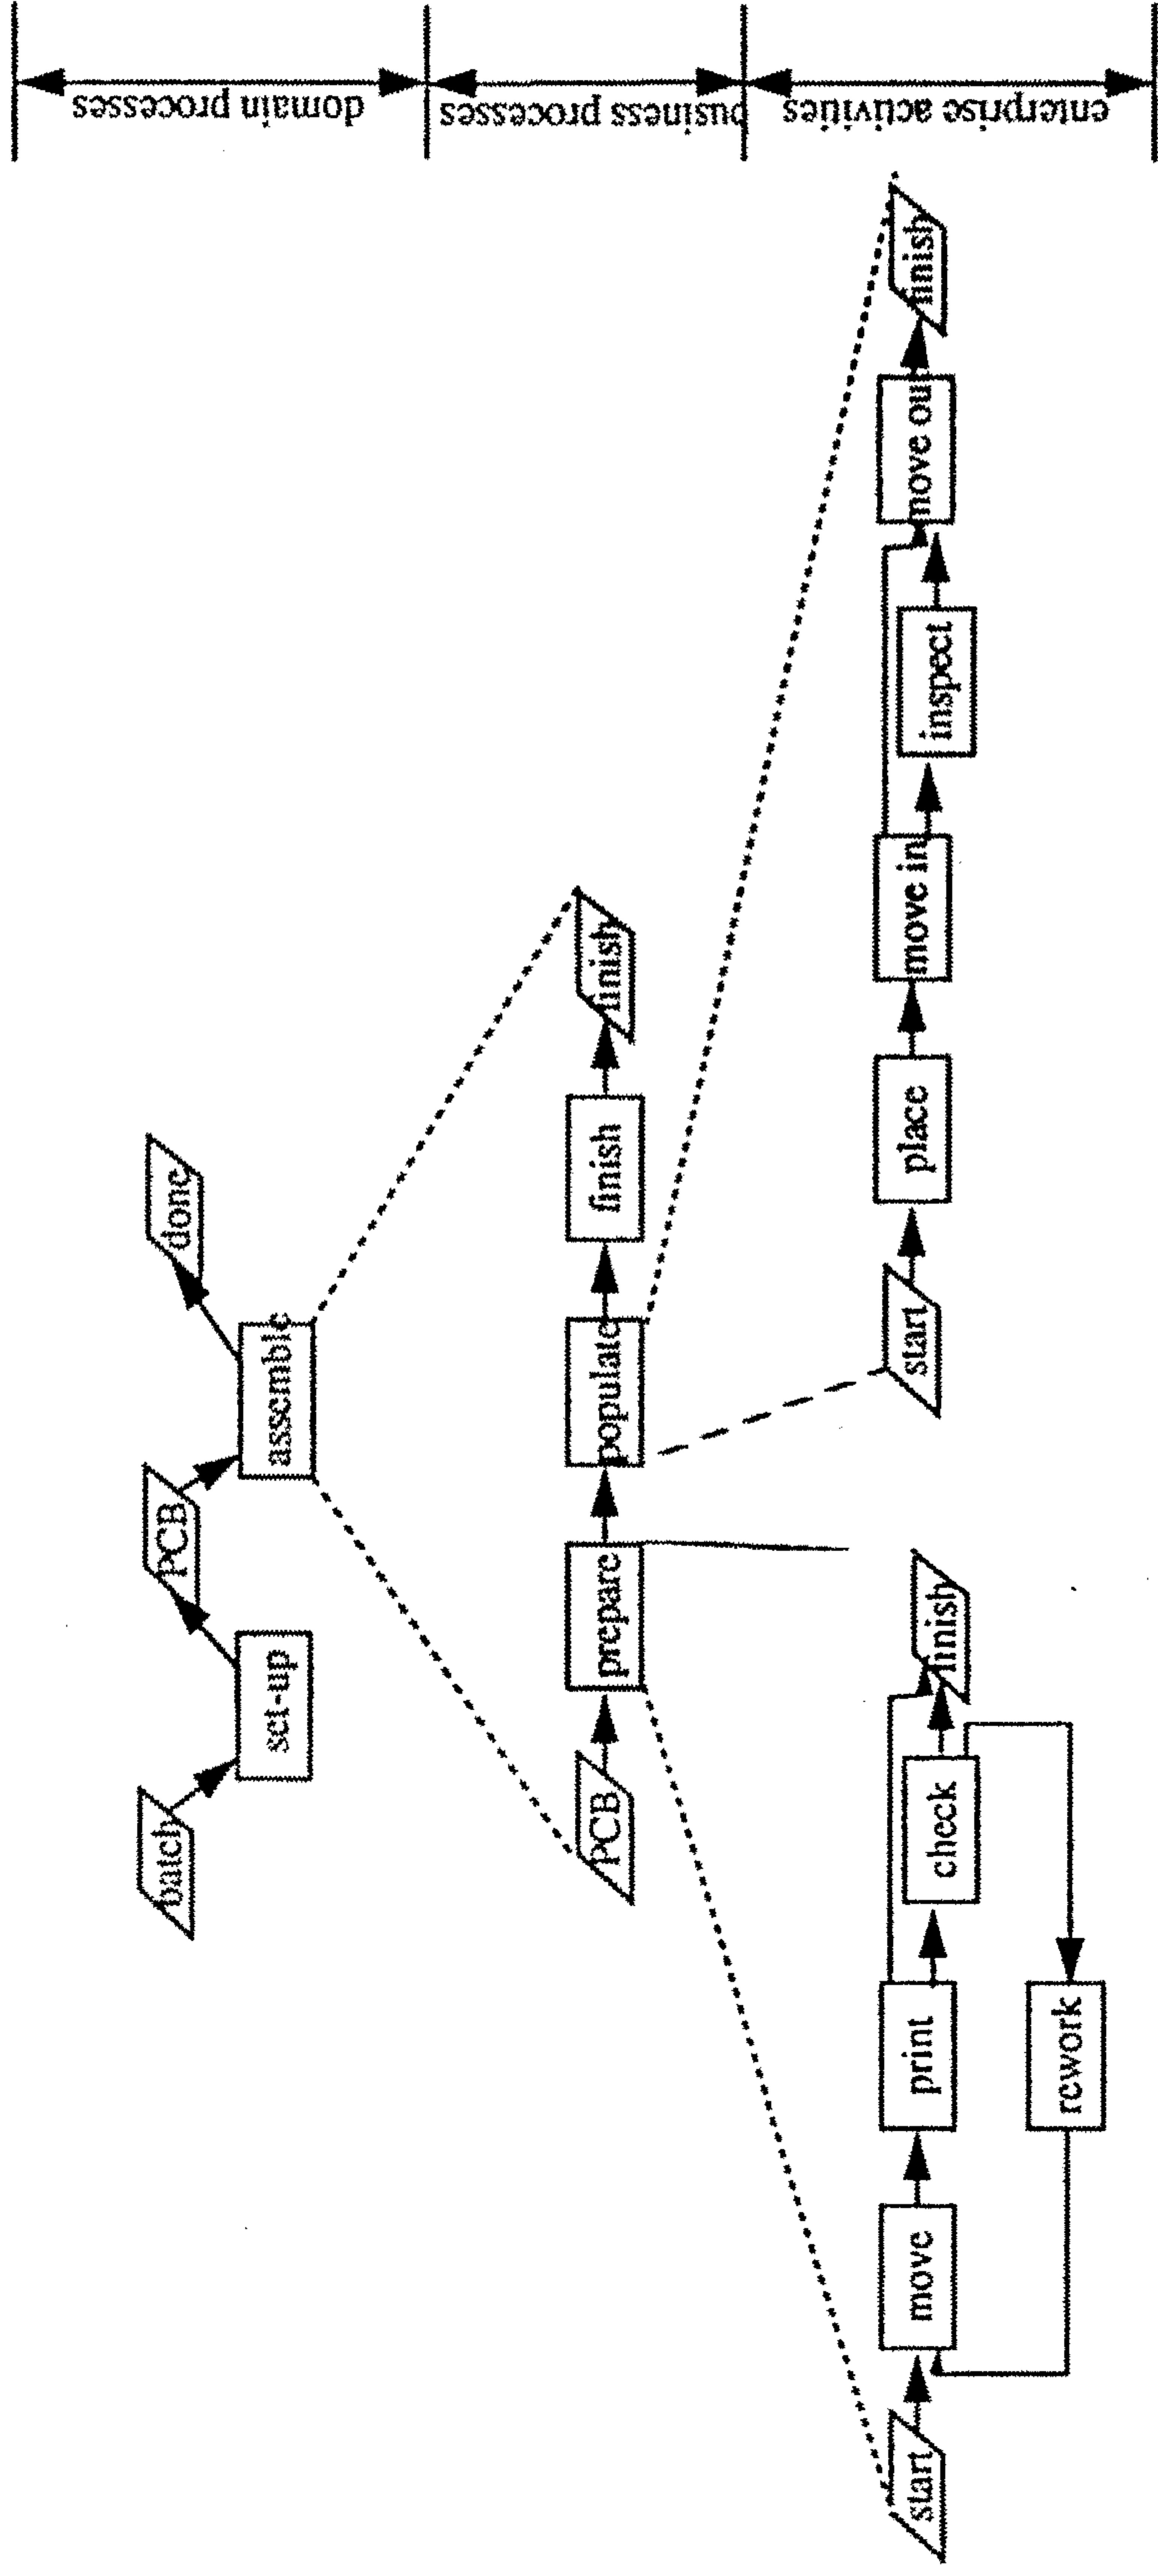 batch
set-up
PCB
assemble
done
domain processes
PCB
prepare
populate
finish
finish
business processes
start
move
print
check
finish
rework
start
place
move in
inspect
move out
finish
enterprise activities